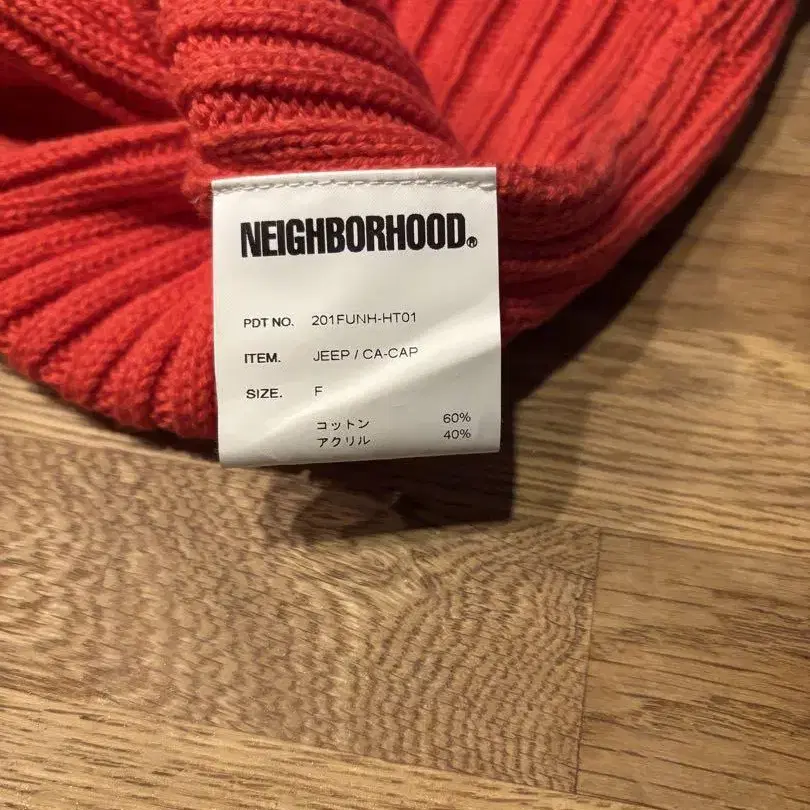 NEIGHBORHOOD®
PDT NO. 201FUNH-HT01
ITEM. JEEP / CA-CAP
SIZE. F
コットン 60%
アクリル 40%